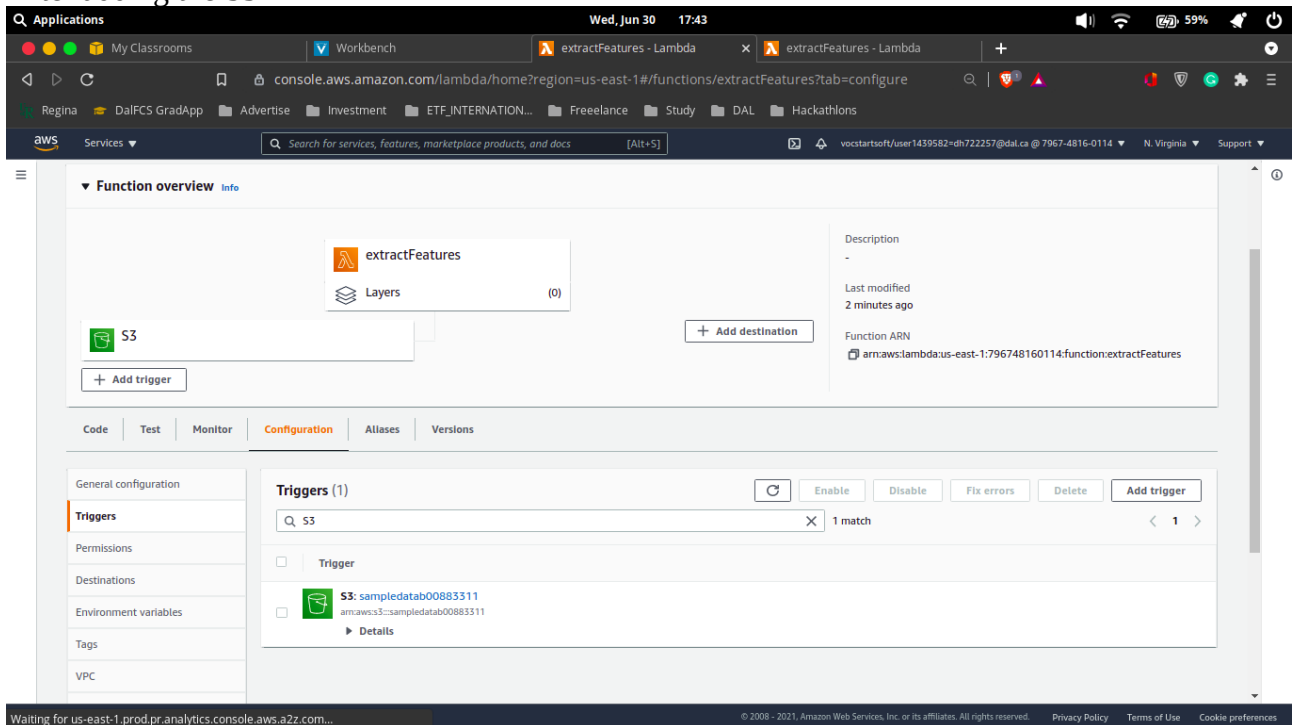 Applications Wed, Jun 30 17:43 59%
My Classrooms Workbench extractFeatures - Lambda extractFeatures - Lambda
console.aws.amazon.com/lambda/home?region=us-east-1#/functions/extractFeatures?tab=configure
Regina DalFCS GradApp Advertise Investment ETF_INTERNATION... Freeelance Study DAL Hackathlons
aws Services ▼ Search for services, features, marketplace products, and docs [Alt+S] vocstartsoft/user1439582=dh722257@dal.ca @ 7967-4816-0114 ▼ N. Virginia ▼ Support ▼
▼ Function overview Info
extractFeatures
Layers (0)
S3
+ Add trigger
+ Add destination
Description
-
Last modified
2 minutes ago
Function ARN
arn:aws:lambda:us-east-1:796748160114:function:extractFeatures
Code Test Monitor Configuration Aliases Versions
General configuration
Triggers
Permissions
Destinations
Environment variables
Tags
VPC
Triggers (1) Enable Disable Fix errors Delete Add trigger
S3 1 match < 1 >
Trigger
S3: sampledatab00883311
arn:aws:s3:::sampledatab00883311
▶ Details
Waiting for us-east-1.prod.pr.analytics.console.aws.a2z.com... © 2008 - 2021, Amazon Web Services, Inc. or its affiliates. All rights reserved. Privacy Policy Terms of Use Cookie preferences